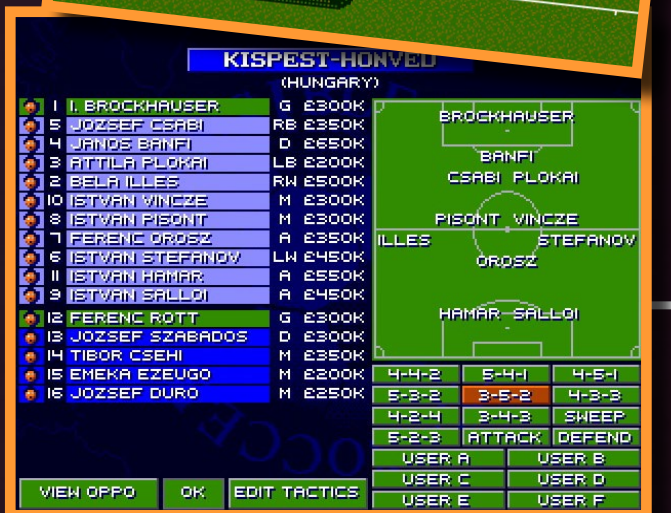 KISPEST-HONVED
(HUNGARY)
1 I. BROCKHAUSER G £300K
5 JOZSEF CSABI RB £350K
4 JANOS BANFI D £650K
3 ATTILA PLOKAI LB £200K
2 BELA ILLES RW £500K
10 ISTVAN VINCZE M £300K
8 ISTVAN PISONT M £300K
7 FERENC OROSZ A £350K
6 ISTVAN STEFANOV LW £450K
11 ISTVAN HAMAR A £550K
9 ISTVAN SALLOI A £450K
12 FERENC ROTT G £300K
13 JOZSEF SZABADOS D £300K
14 TIBOR CSEHI M £350K
15 EMEKA EZEUGO M £200K
16 JOZSEF DURO M £250K
BROCKHAUSER
BANFI
CSABI PLOKAI
PISONT VINCZE
ILLES STEFANOV
OROSZ
HAMAR SALLOI
4-4-2 5-4-1 4-5-1
5-3-2 3-5-2 4-3-3
4-2-4 3-4-3 SWEEP
5-2-3 ATTACK DEFEND
USER A USER B
USER C USER D
USER E USER F
VIEW OPPO OK EDIT TACTICS